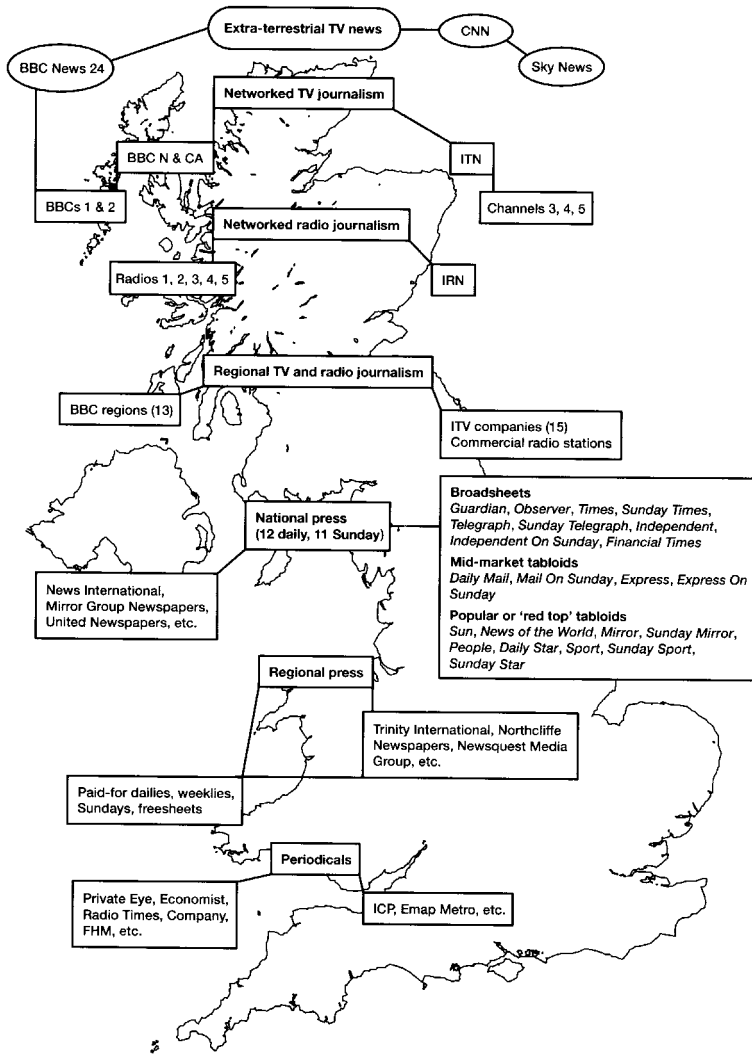 Extra-terrestrial TV news
CNN
BBC News 24
Sky News
Networked TV journalism
BBC N & CA
ITN
BBCs 1 & 2
Channels 3, 4, 5
Networked radio journalism
Radios 1, 2, 3, 4, 5
IRN
Regional TV and radio journalism
BBC regions (13)
ITV companies (15)
Commercial radio stations
National press
(12 daily, 11 Sunday)
Broadsheets
Guardian, Observer, Times, Sunday Times,
Telegraph, Sunday Telegraph, Independent,
Independent On Sunday, Financial Times
Mid-market tabloids
Daily Mail, Mail On Sunday, Express, Express On
Sunday
Popular or ‘red top’ tabloids
Sun, News of the World, Mirror, Sunday Mirror,
People, Daily Star, Sport, Sunday Sport,
Sunday Star
News International,
Mirror Group Newspapers,
United Newspapers, etc.
Regional press
Trinity International, Northcliffe
Newspapers, Newsquest Media
Group, etc.
Paid-for dailies, weeklies,
Sundays, freesheets
Periodicals
Private Eye, Economist,
Radio Times, Company,
FHM, etc.
ICP, Emap Metro, etc.